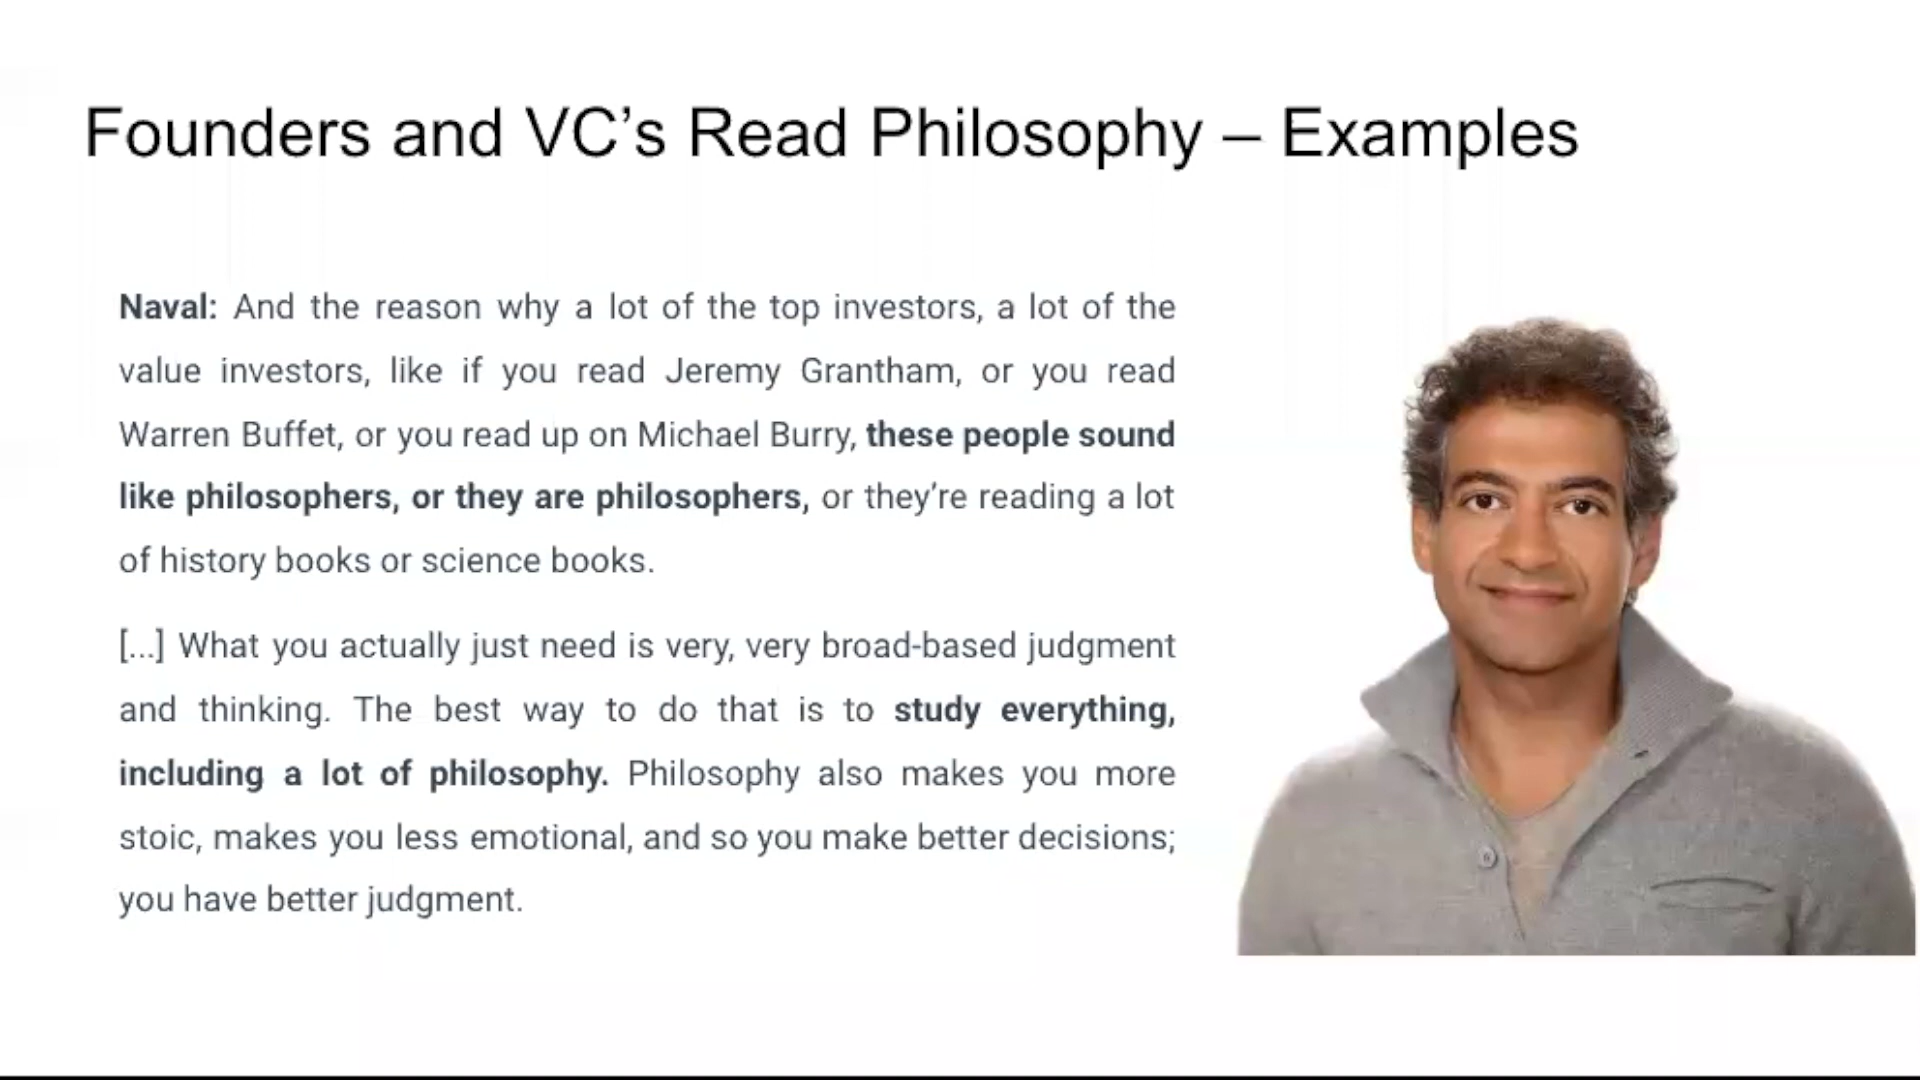 Founders and VC’s Read Philosophy – Examples
Naval: And the reason why a lot of the top investors, a lot of the
value investors, like if you read Jeremy Grantham, or you read
Warren Buffet, or you read up on Michael Burry, these people sound
like philosophers, or they are philosophers, or they’re reading a lot
of history books or science books.
[...] What you actually just need is very, very broad-based judgment
and thinking. The best way to do that is to study everything,
including a lot of philosophy. Philosophy also makes you more
stoic, makes you less emotional, and so you make better decisions;
you have better judgment.